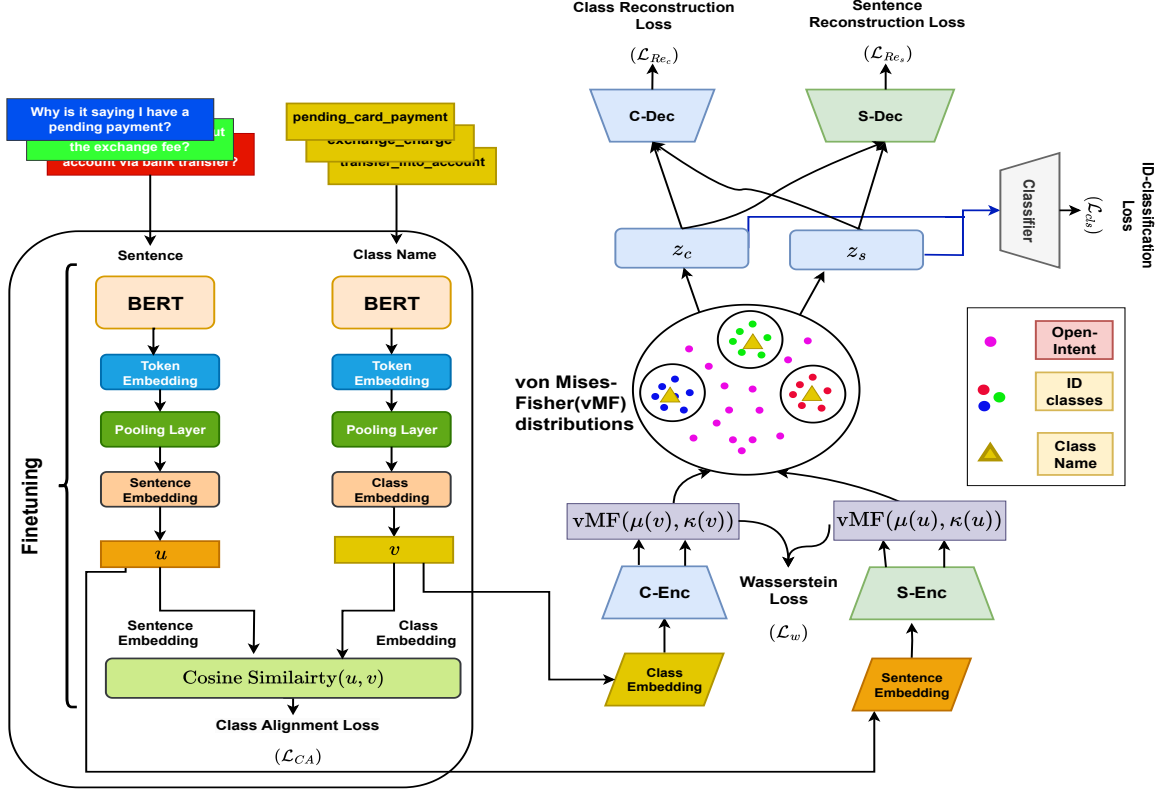 Class Reconstruction
Loss
(ℒ_{Re_c})
Sentence
Reconstruction Loss
(ℒ_{Re_s})
Why is it saying I have a
pending payment?
the exchange fee?
account via bank transfer?
pending_card_payment
exchange_charge
transfer_into_account
C-Dec
S-Dec
Classifier
(ℒ_{cls})
ID-classification
Loss
z_c
z_s
Sentence
Class Name
BERT
BERT
Token
Embedding
Token
Embedding
Pooling Layer
Pooling Layer
Sentence
Embedding
Class
Embedding
u
v
Finetuning
Sentence
Embedding
Class
Embedding
Cosine Similairty(u, v)
Class Alignment Loss
(ℒ_{CA})
von Mises-
Fisher(vMF)
distributions
Open-
Intent
ID
classes
Class
Name
vMF(μ(v), κ(v))
vMF(μ(u), κ(u))
Wasserstein
Loss
(ℒ_w)
C-Enc
S-Enc
Class
Embedding
Sentence
Embedding